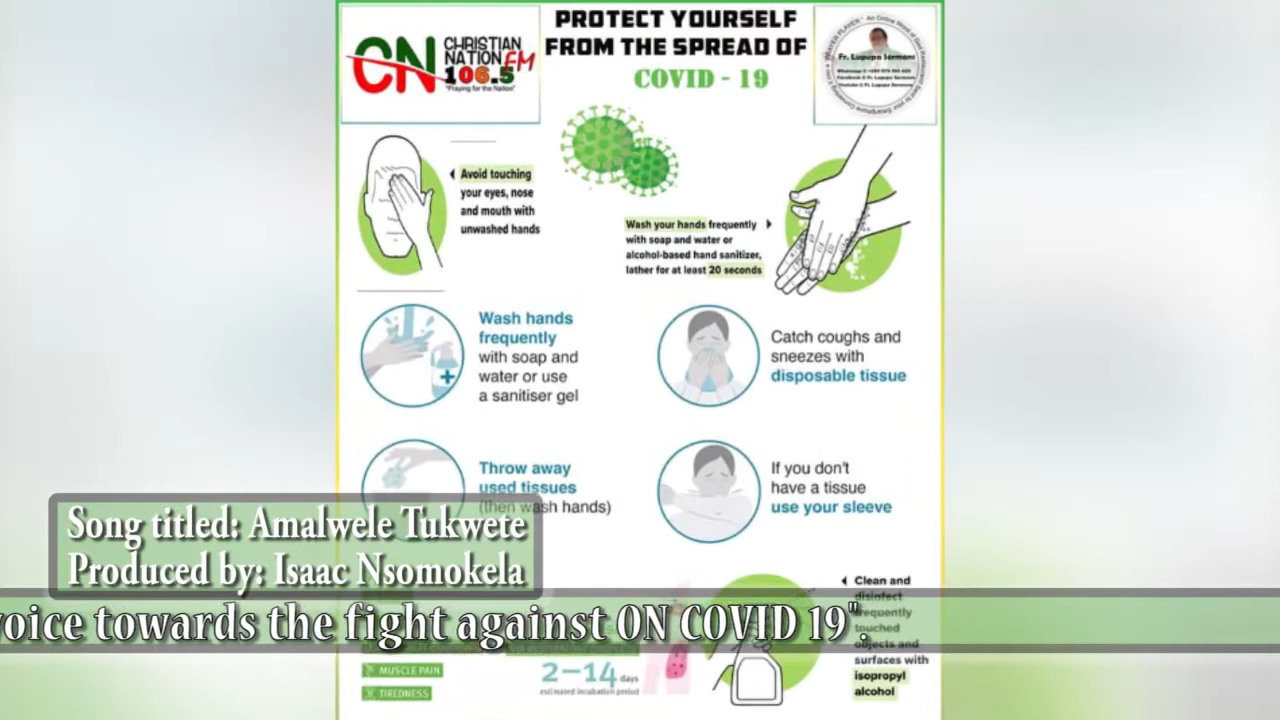 PROTECT YOURSELF
FROM THE SPREAD OF
COVID - 19
CN CHRISTIAN
NATION FM
106.5
"Praying for the Nation"
Fr. Lupupa Sermons
Avoid touching
your eyes, nose
and mouth with
unwashed hands
Wash your hands frequently
with soap and water or
alcohol-based hand sanitizer,
lather for at least 20 seconds
Wash hands
frequently
with soap and
water or use
a sanitiser gel
Catch coughs and
sneezes with
disposable tissue
Throw away
used tissues
(then wash hands)
If you don't
have a tissue
use your sleeve
Song titled: Amalwele Tukwete
Produced by: Isaac Nsomokela
voice towards the fight against ON COVID 19".
Clean and
disinfect
frequently
touched
objects and
surfaces with
isopropyl
alcohol
MUSCLE PAIN
TIREDNESS
2–14 days
estimated incubation period